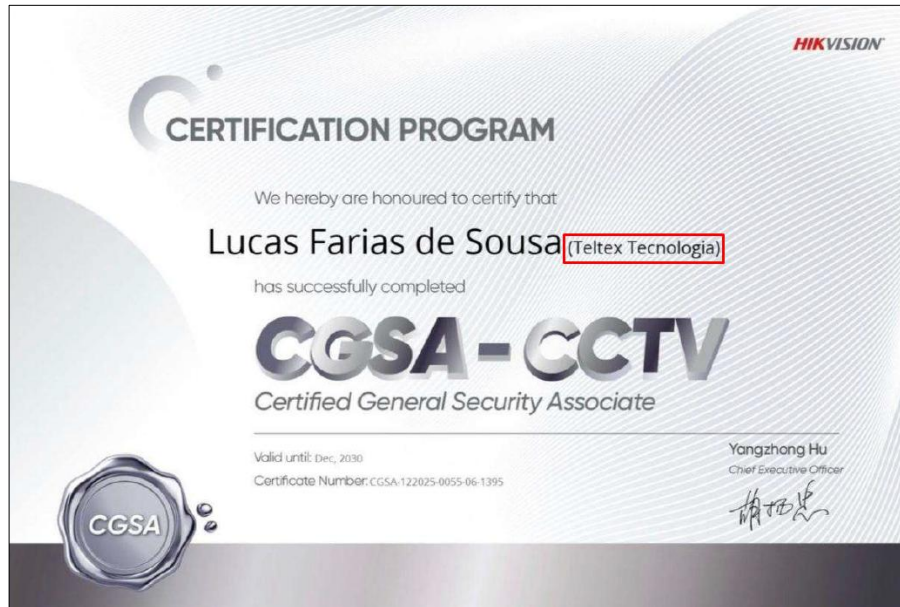 HIKVISION
CERTIFICATION PROGRAM
We hereby are honoured to certify that
Lucas Farias de Sousa (Teltex Tecnologia)
has successfully completed
CGSA - CCTV
Certified General Security Associate
Valid until: Dec, 2030
Certificate Number: CGSA-122025-0055-06-1395
Yangzhong Hu
Chief Executive Officer
CGSA